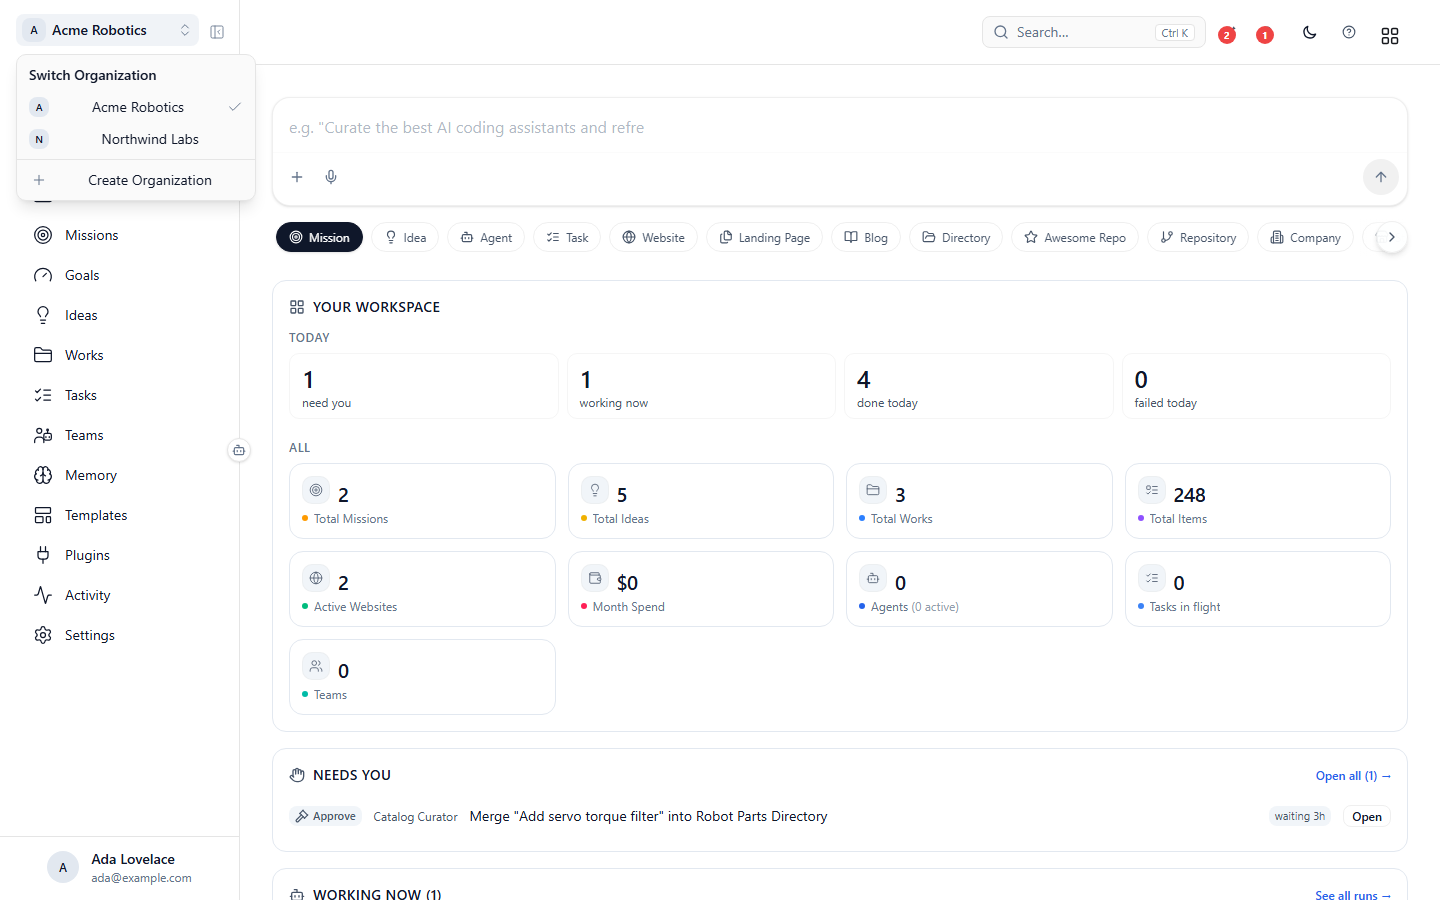 A Acme Robotics
Search... Ctrl K
2
1
Switch Organization
A Acme Robotics
N Northwind Labs
Create Organization
Missions
Goals
Ideas
Works
Tasks
Teams
Memory
Templates
Plugins
Activity
Settings
A Ada Lovelace
ada@example.com
e.g. "Curate the best AI coding assistants and refre
Mission Idea Agent Task Website Landing Page Blog Directory Awesome Repo Repository Company
YOUR WORKSPACE
TODAY
1
need you
1
working now
4
done today
0
failed today
ALL
2
Total Missions
5
Total Ideas
3
Total Works
248
Total Items
2
Active Websites
$0
Month Spend
0
Agents (0 active)
0
Tasks in flight
0
Teams
NEEDS YOU Open all (1) →
Approve Catalog Curator Merge "Add servo torque filter" into Robot Parts Directory waiting 3h Open
WORKING NOW (1) See all runs →